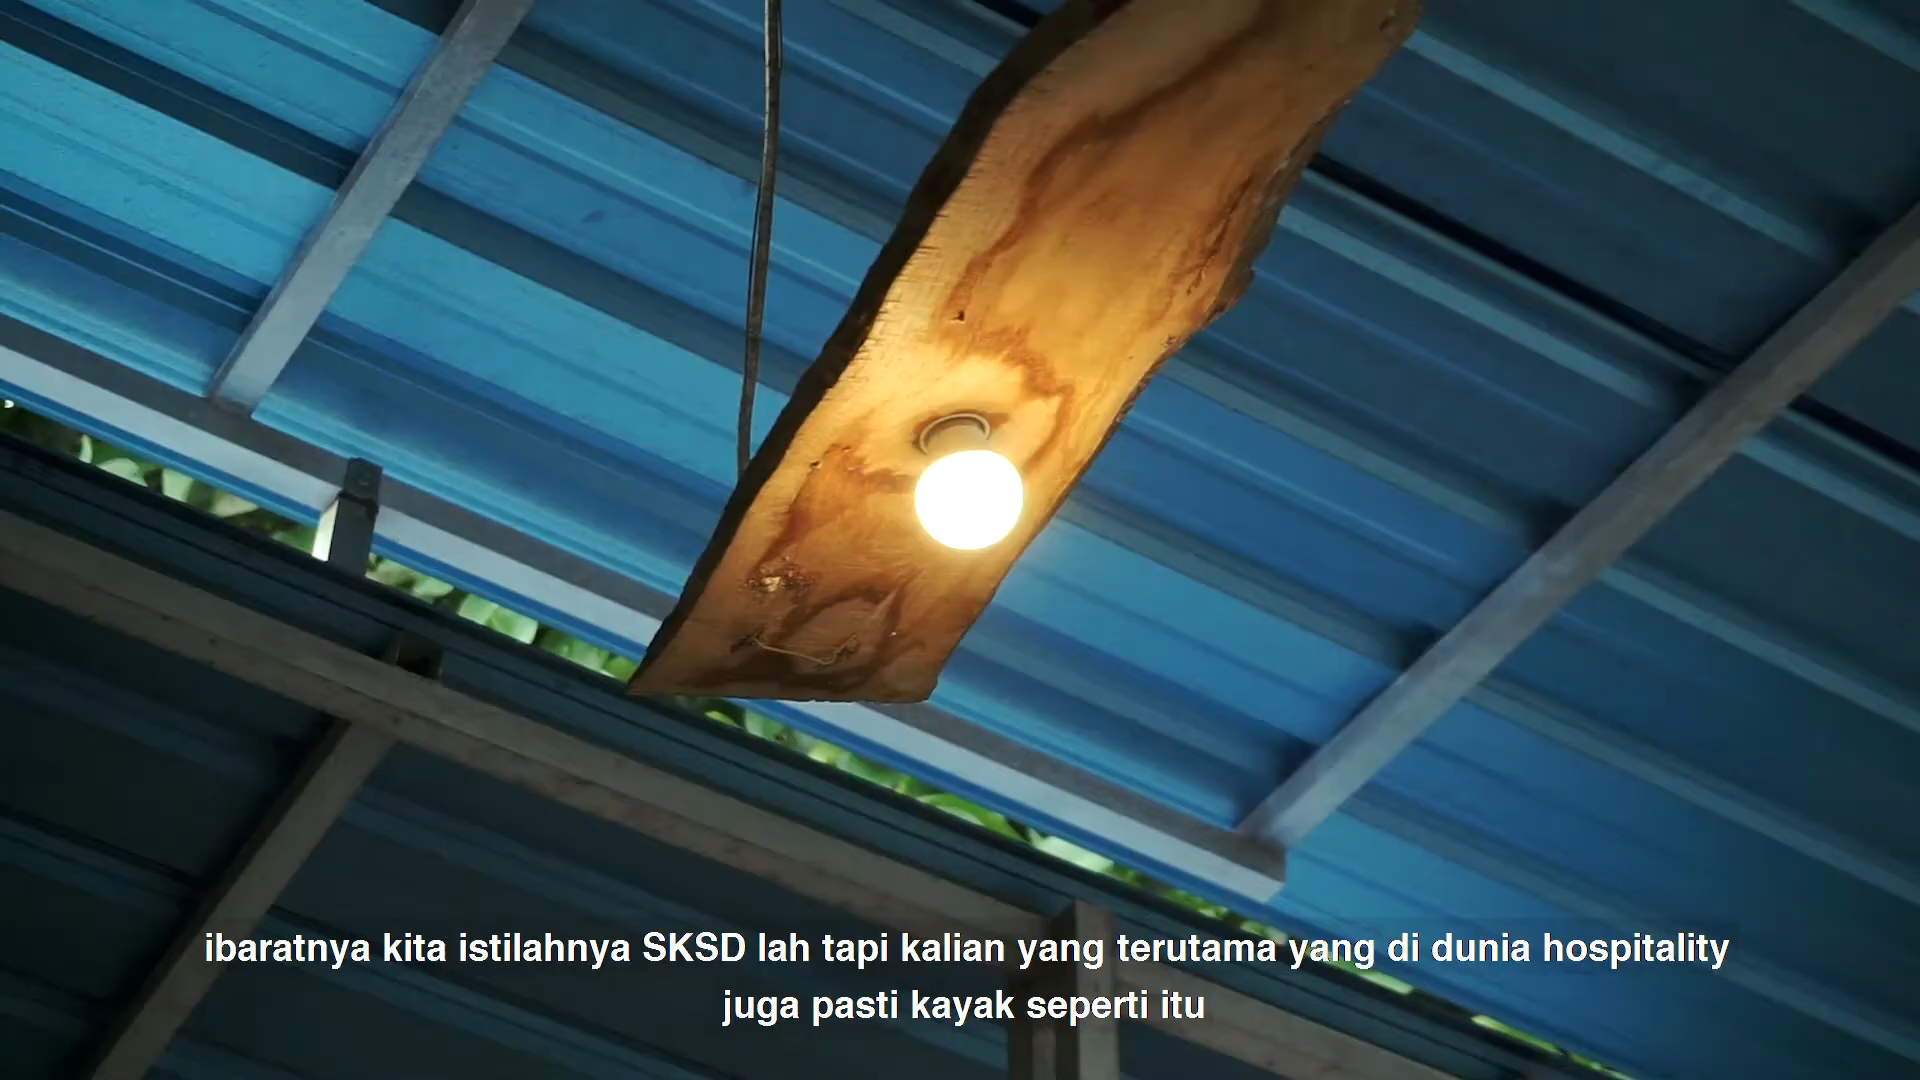 ibaratnya kita istilahnya SKSD lah tapi kalian yang terutama yang di dunia hospitality
juga pasti kayak seperti itu